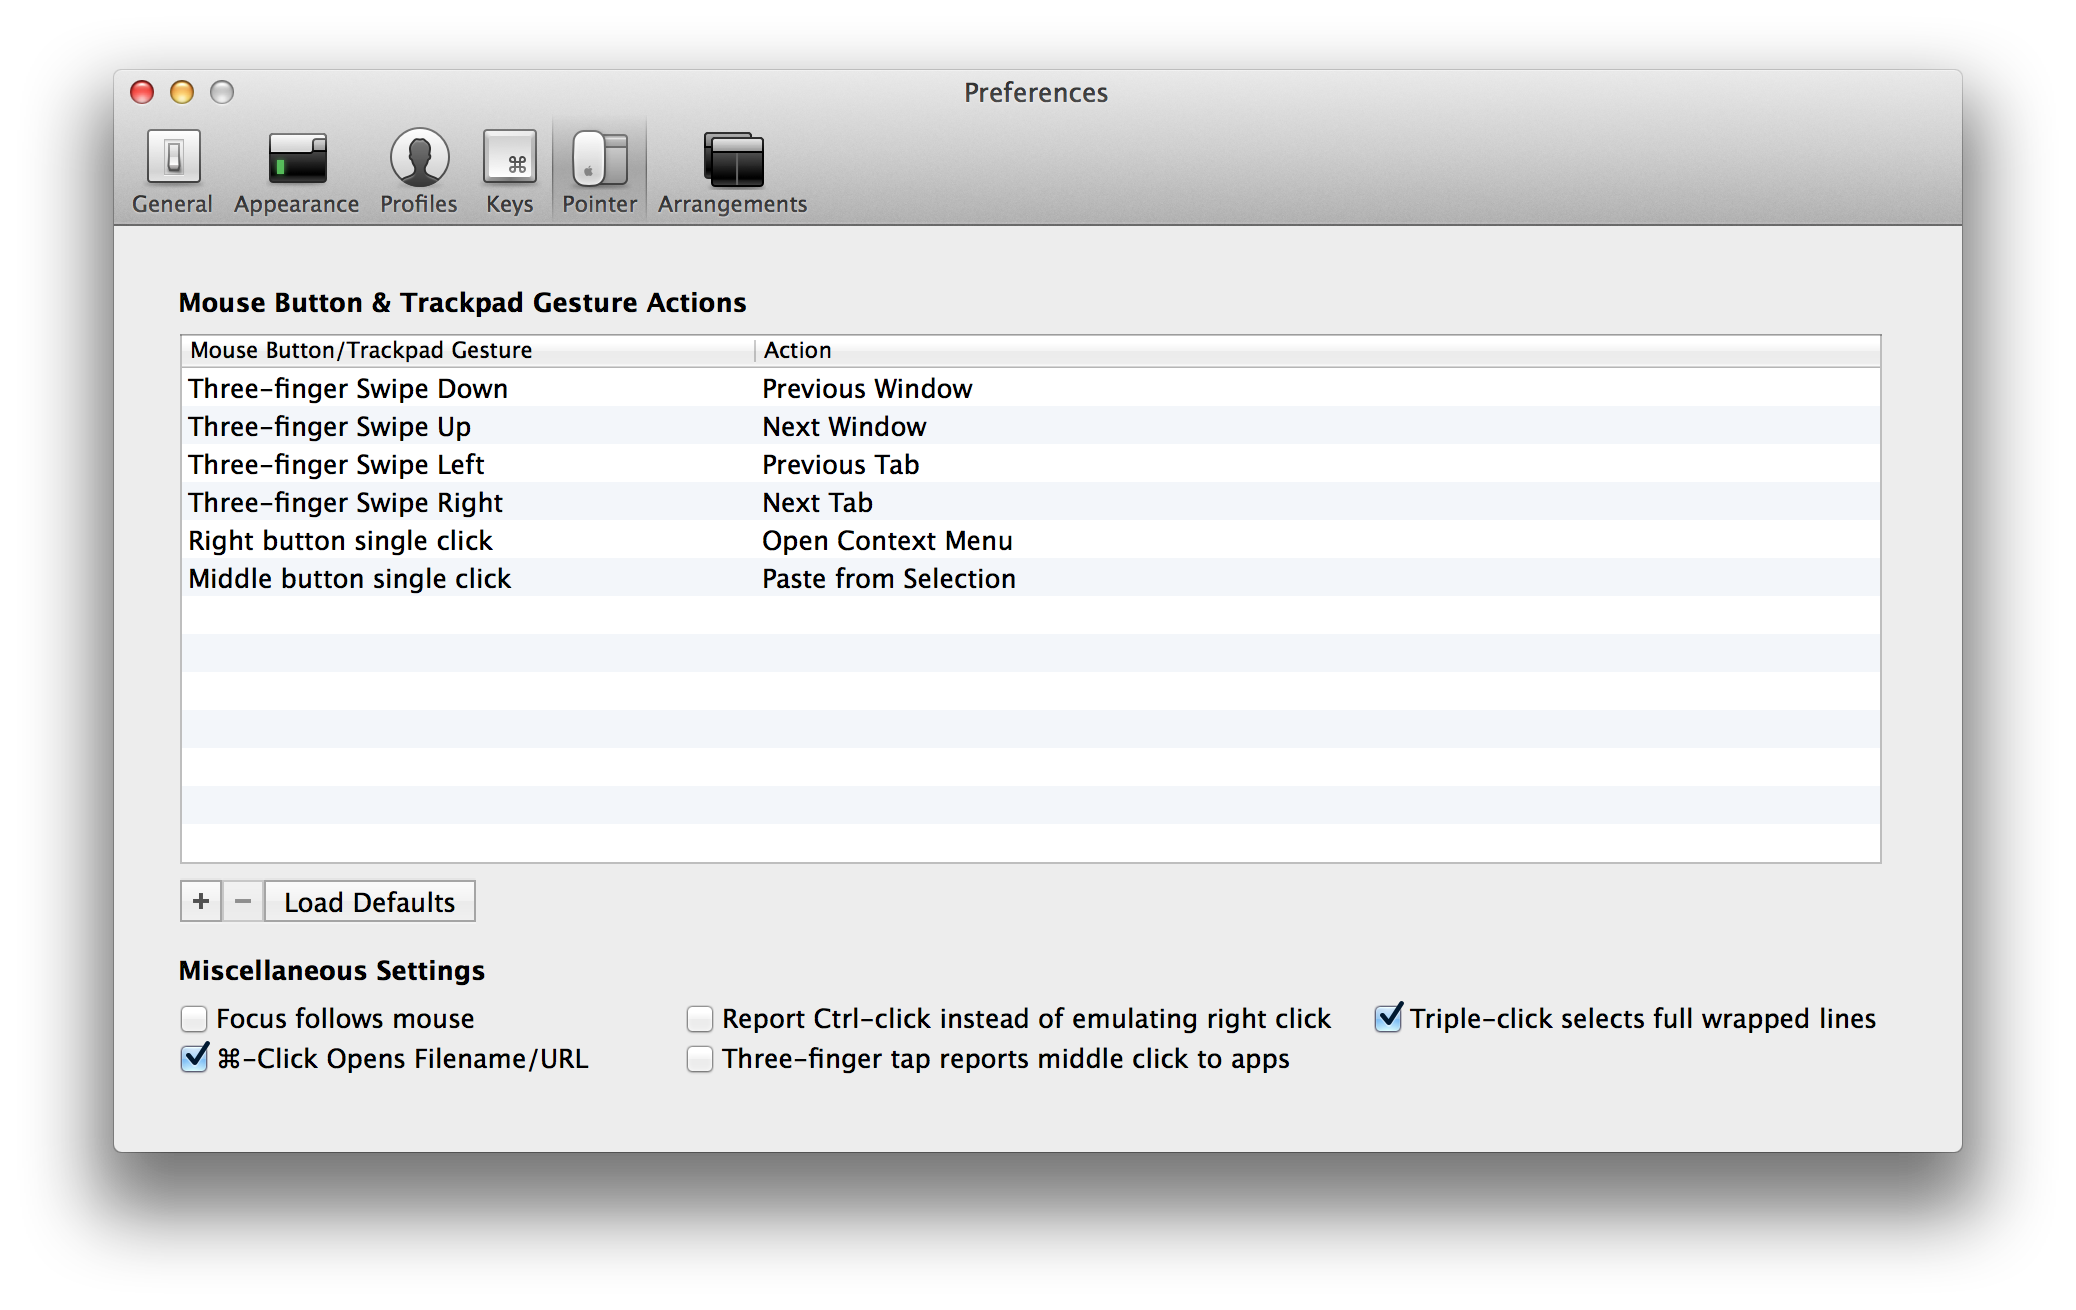 Preferences
General Appearance Profiles Keys Pointer Arrangements
Mouse Button & Trackpad Gesture Actions
Mouse Button/Trackpad Gesture Action
Three-finger Swipe Down Previous Window
Three-finger Swipe Up Next Window
Three-finger Swipe Left Previous Tab
Three-finger Swipe Right Next Tab
Right button single click Open Context Menu
Middle button single click Paste from Selection
+ − Load Defaults
Miscellaneous Settings
Focus follows mouse Report Ctrl-click instead of emulating right click Triple-click selects full wrapped lines
⌘-Click Opens Filename/URL Three-finger tap reports middle click to apps